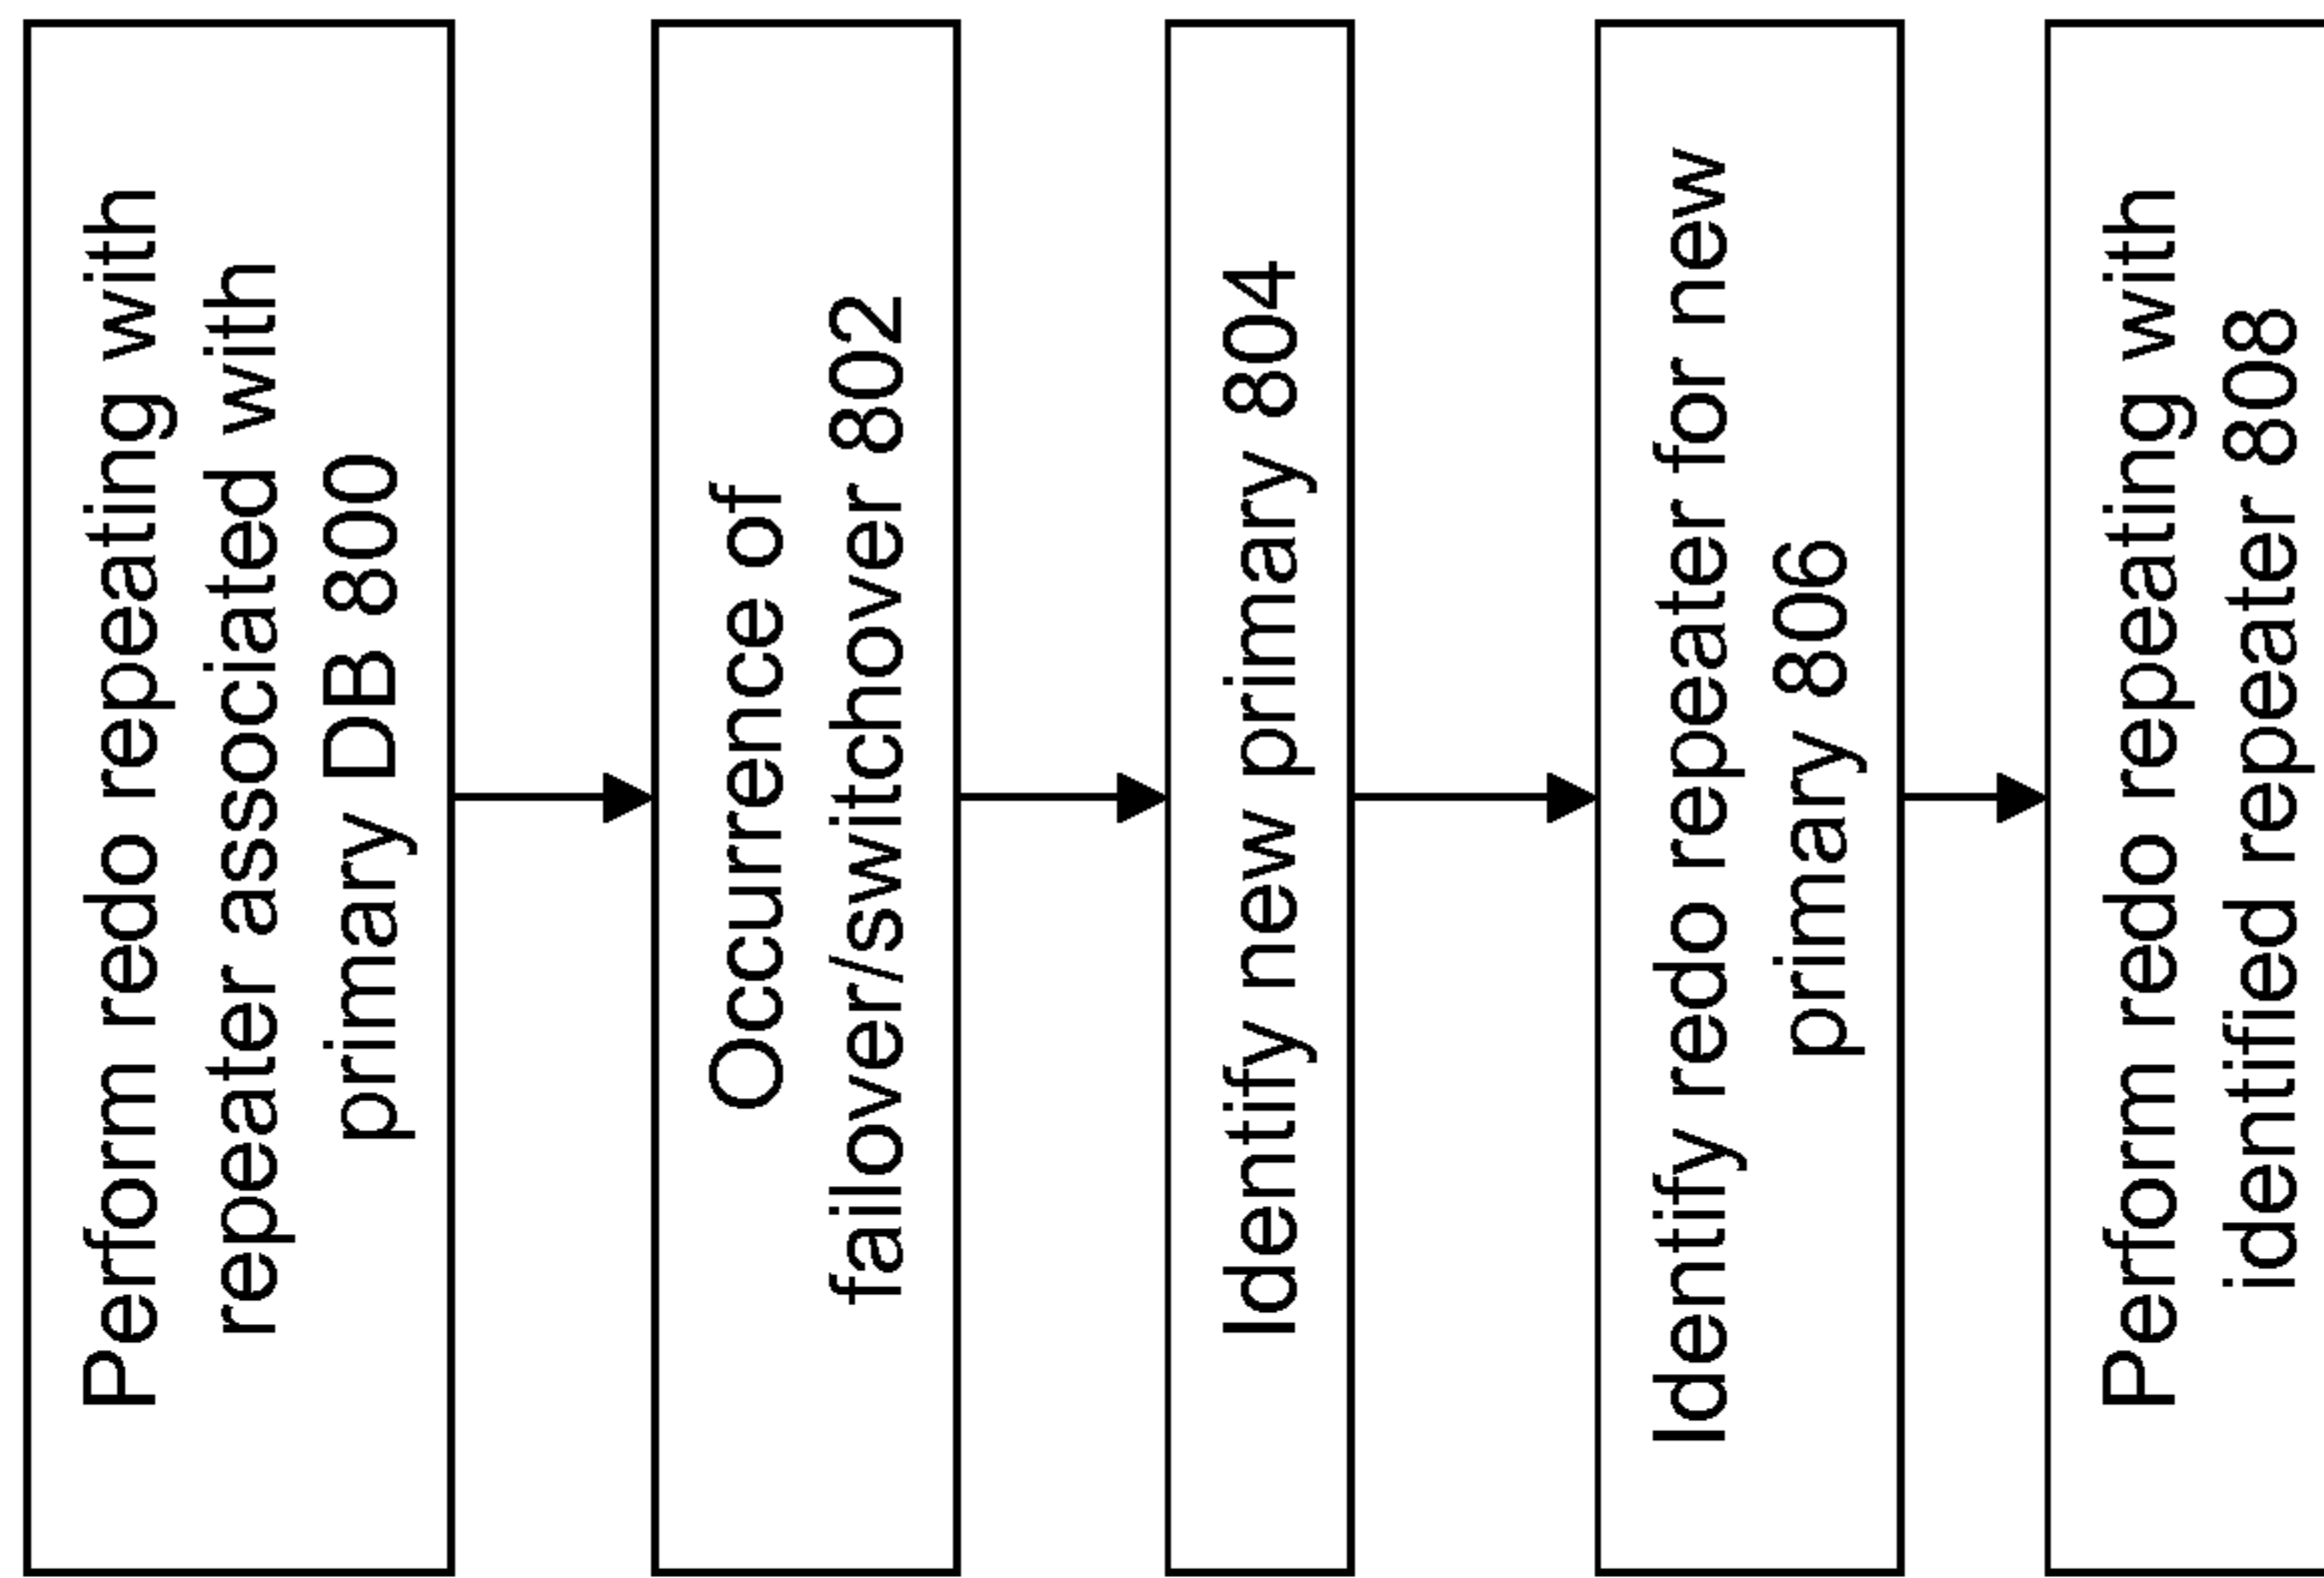 Perform redo repeating with
repeater associated with
primary DB 800
Occurrence of
failover/switchover 802
Identify new primary 804
Identify redo repeater for new
primary 806
Perform redo repeating with
identified repeater 808